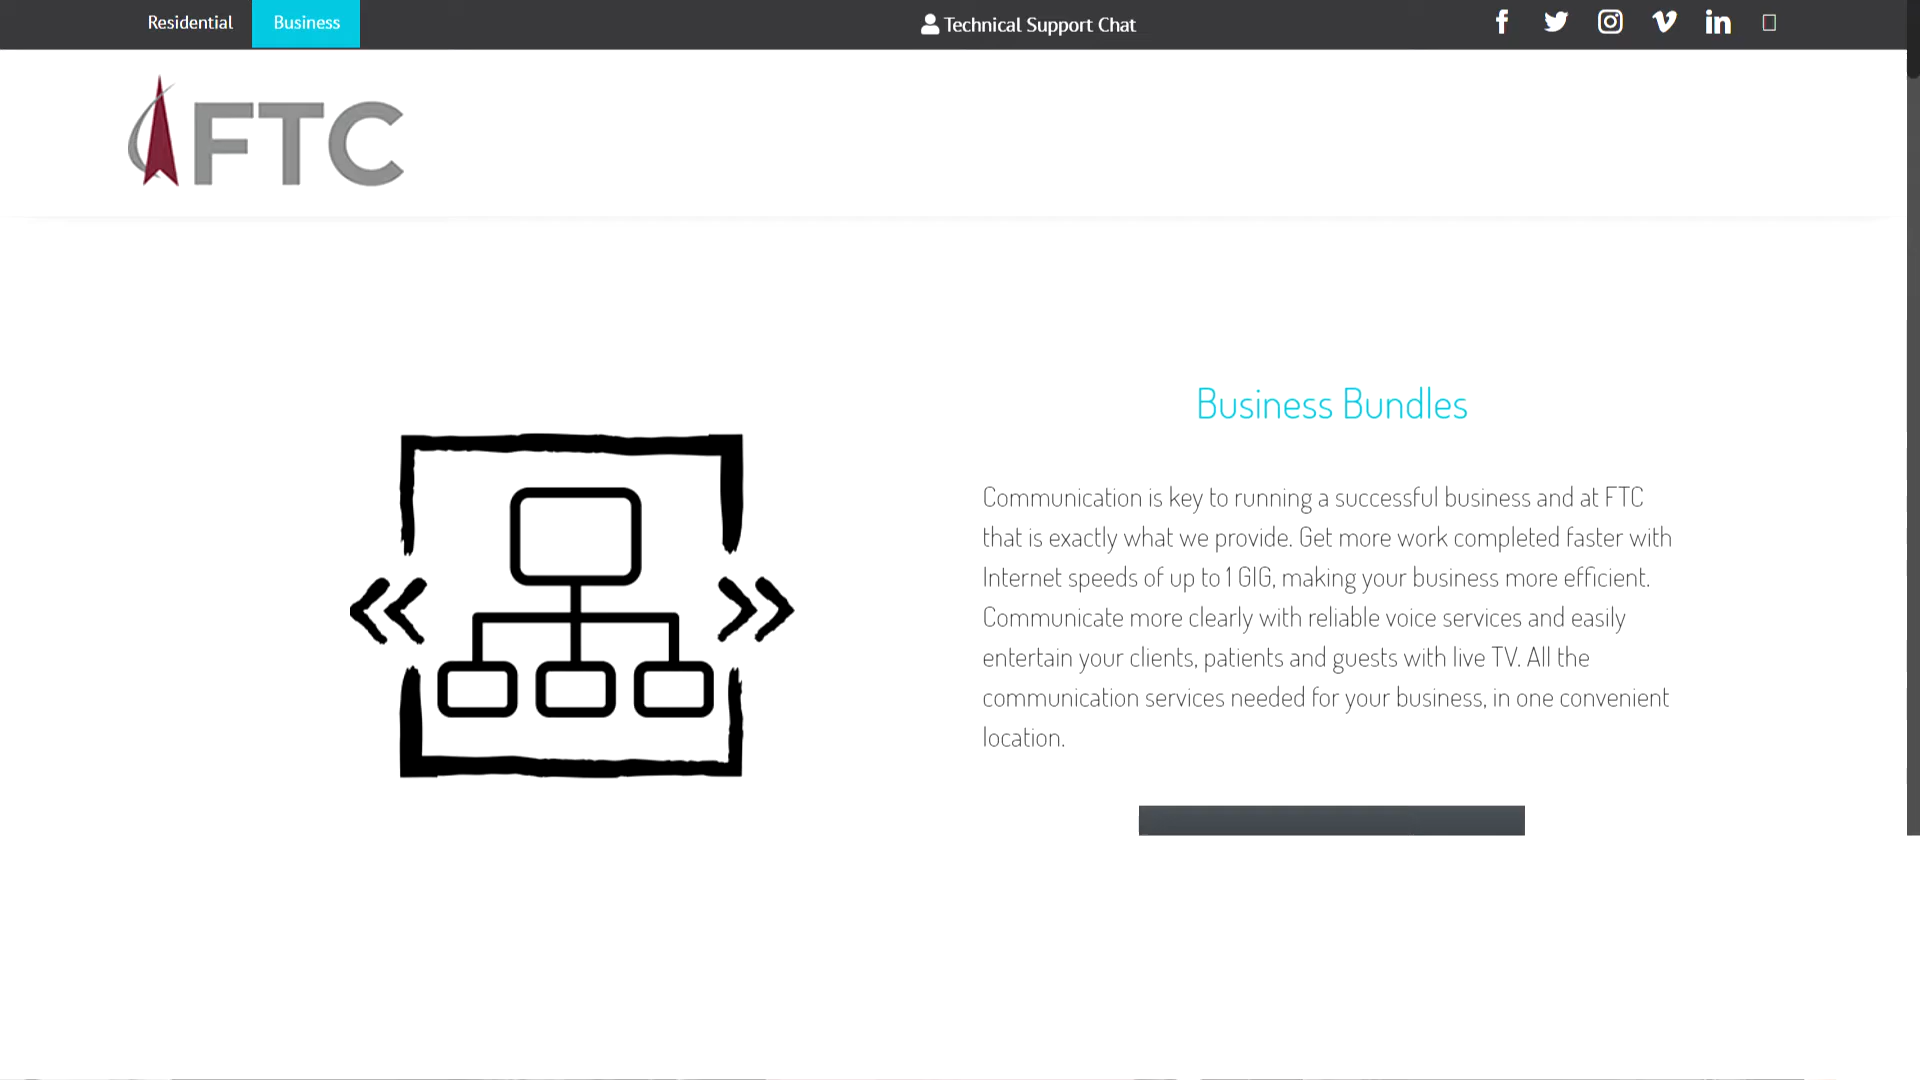 Residential
Business
Technical Support Chat
FTC
Business Bundles
Communication is key to running a successful business and at FTC
that is exactly what we provide. Get more work completed faster with
Internet speeds of up to 1 GIG, making your business more efficient.
Communicate more clearly with reliable voice services and easily
entertain your clients, patients and guests with live TV. All the
communication services needed for your business, in one convenient
location.